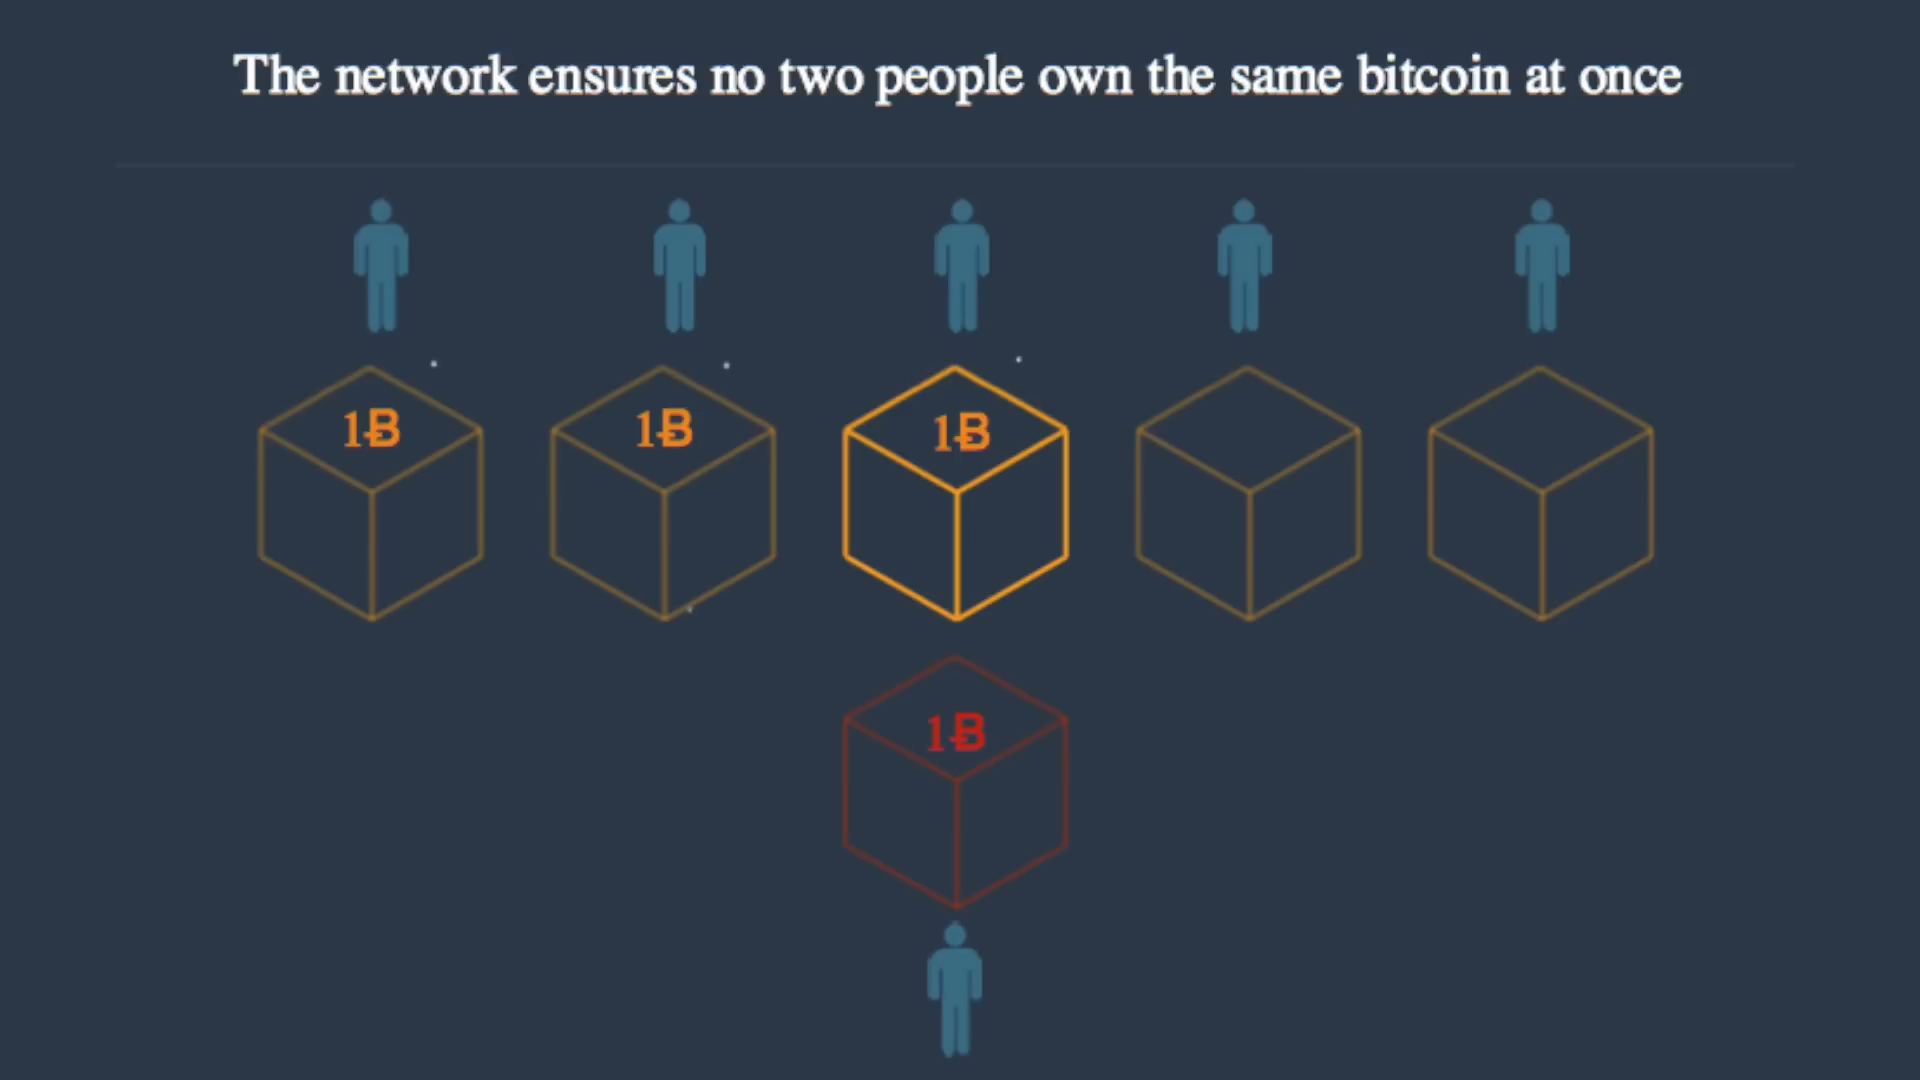 The network ensures no two people own the same bitcoin at once
1Ƀ 1Ƀ 1Ƀ
1Ƀ